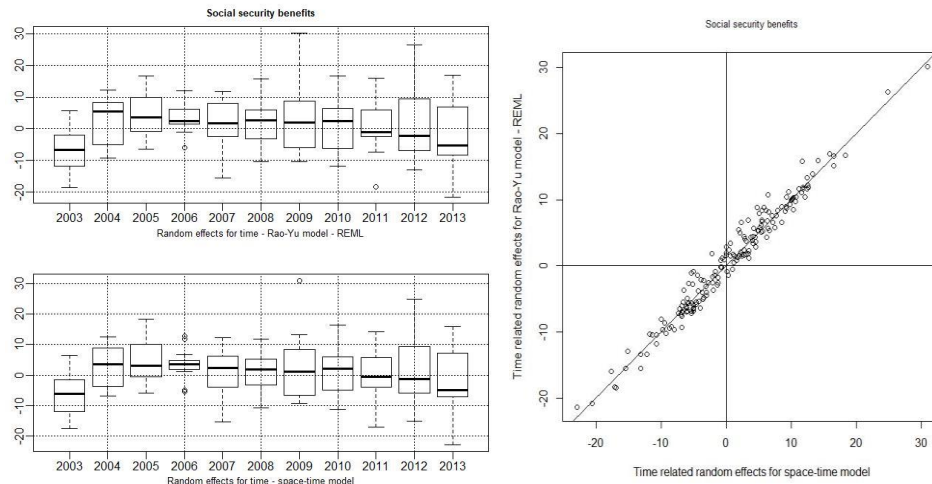 Social security benefits
30
20
10
0
-10
-20
2003 2004 2005 2006 2007 2008 2009 2010 2011 2012 2013
Random effects for time - Rao-Yu model - REML
30
20
10
0
-10
-20
2003 2004 2005 2006 2007 2008 2009 2010 2011 2012 2013
Random effects for time - space-time model
Social security benefits
Time related random effects for Rao-Yu model - REML
30
20
10
0
-10
-20
-20 -10 0 10 20 30
Time related random effects for space-time model